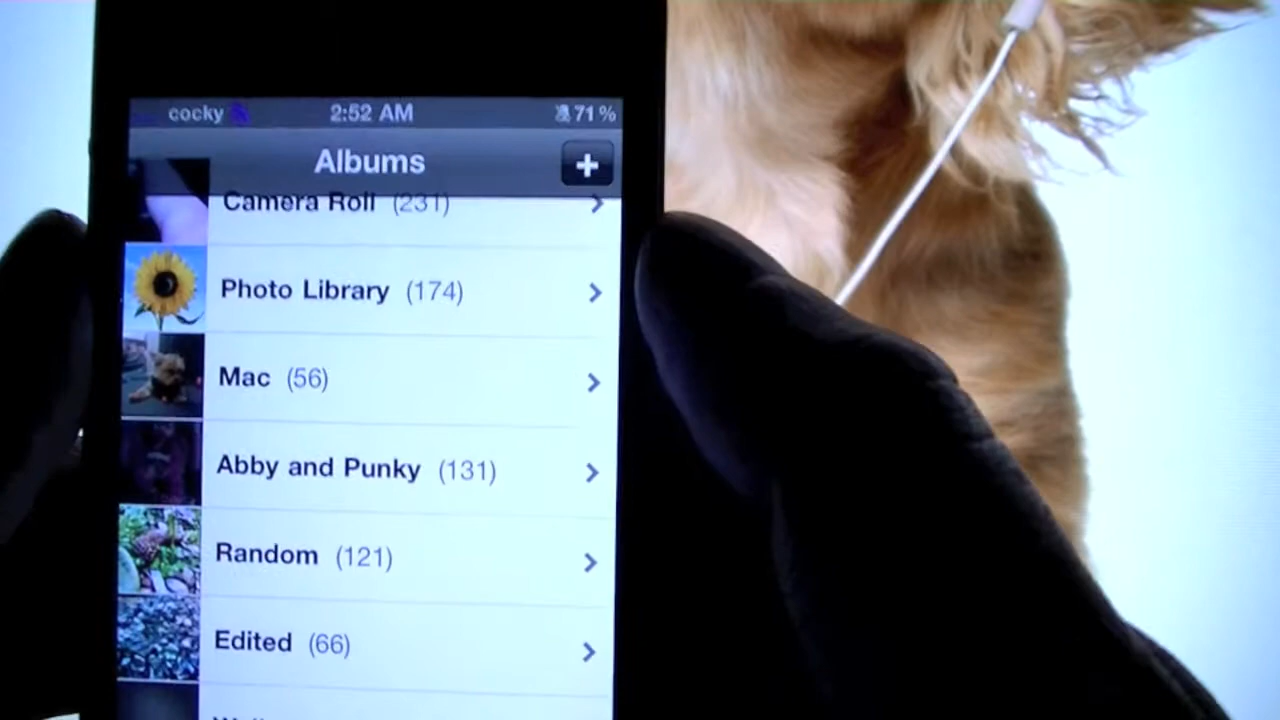 cocky 2:52 AM 71%
Albums +
Camera Roll (231)
Photo Library (174)
Mac (56)
Abby and Punky (131)
Random (121)
Edited (66)